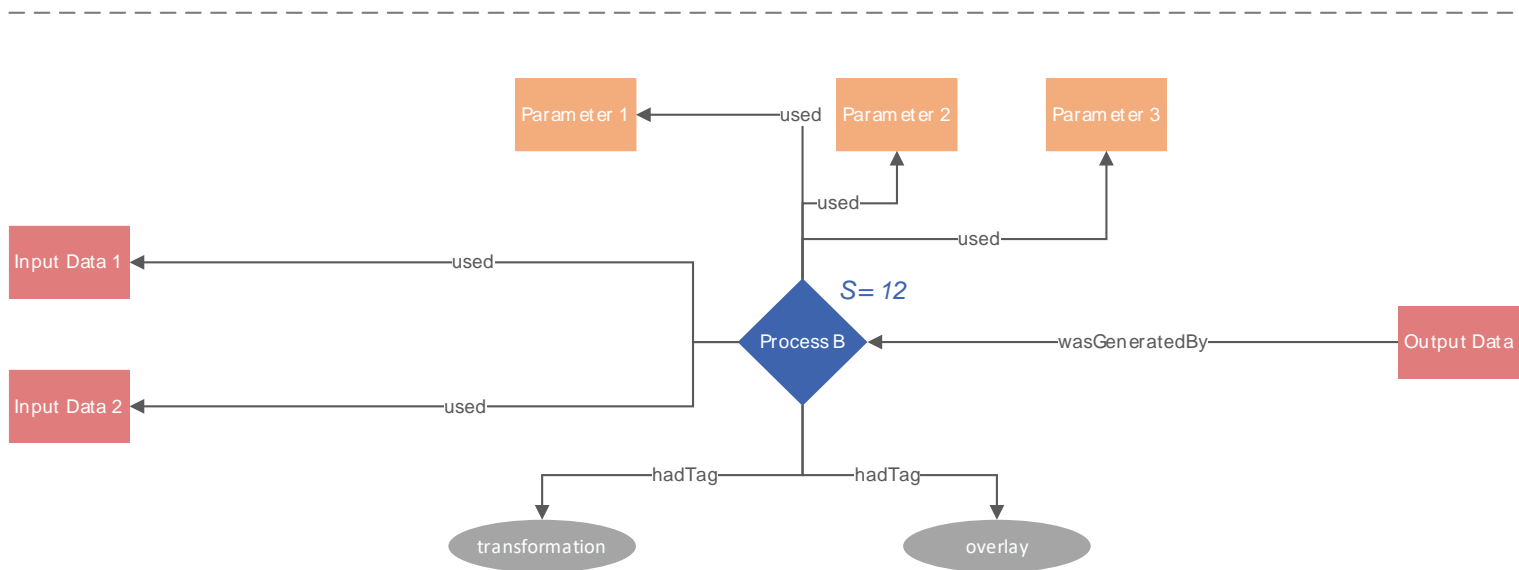 Parameter 1
used
Parameter 2
Parameter 3
used
used
Input Data 1
used
S= 12
Process B
wasGeneratedBy
Output Data
Input Data 2
used
hadTag
hadTag
transformation
overlay